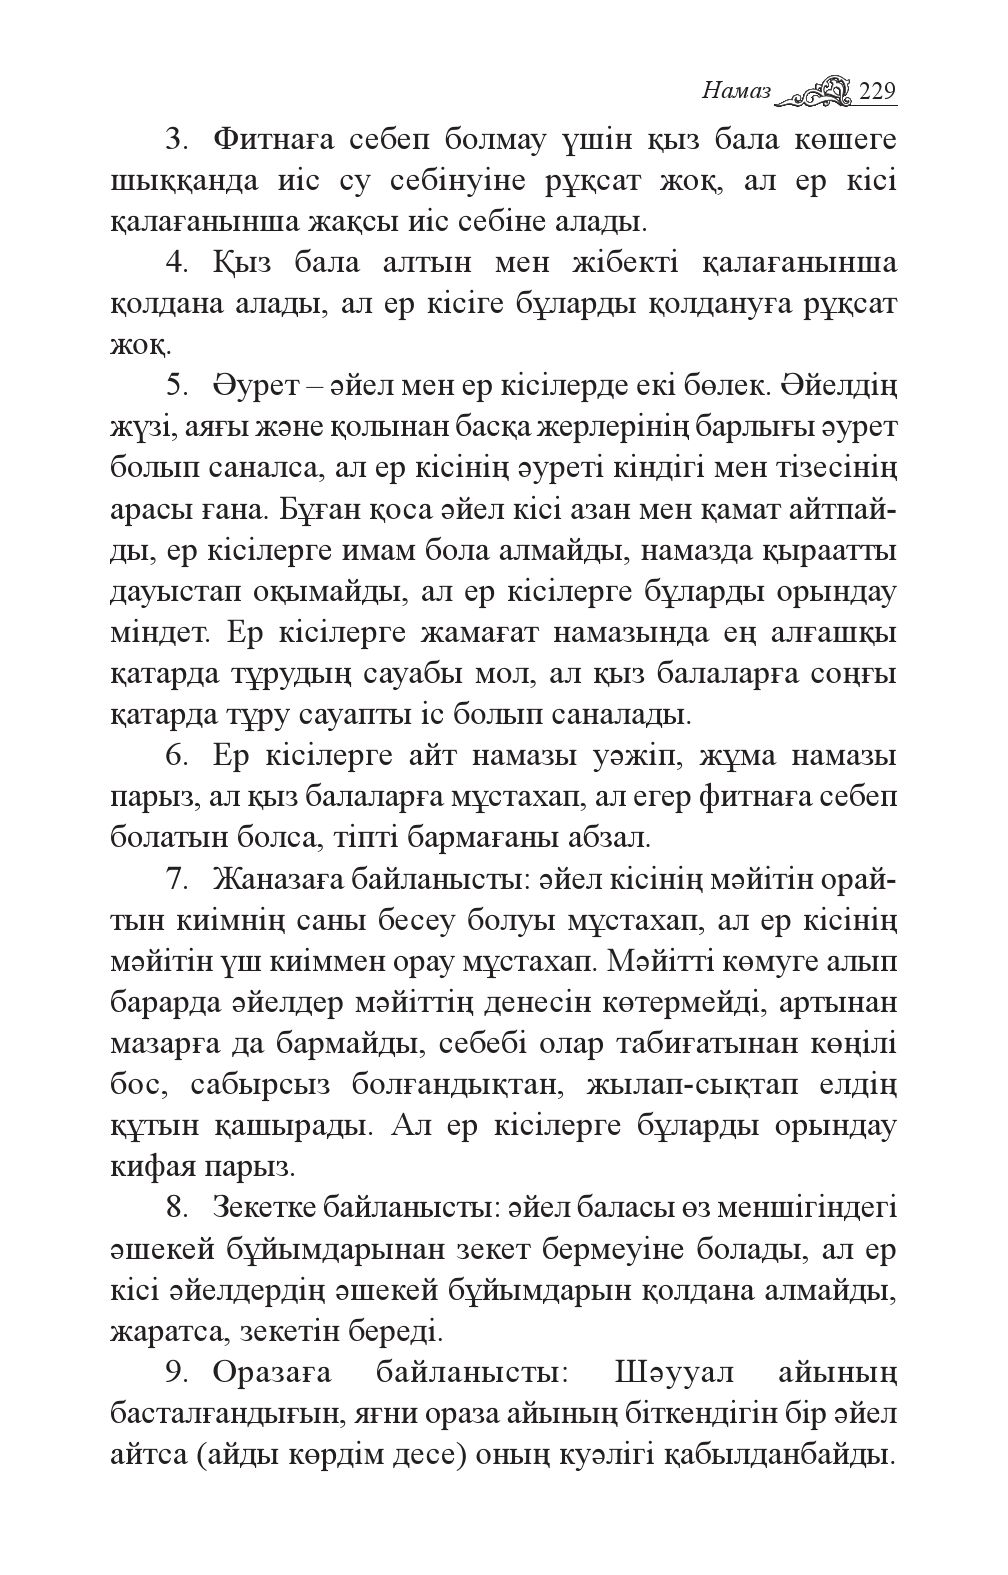 Намаз 229
3. Фитнаға себеп болмау үшін қыз бала көшеге
шыққанда иіс су себінуіне рұқсат жоқ, ал ер кісі
қалағанынша жақсы иіс себіне алады.
4. Қыз бала алтын мен жібекті қалағанынша
қолдана алады, ал ер кісіге бұларды қолдануға рұқсат
жоқ.
5. Әурет – әйел мен ер кісілерде екі бөлек. Әйелдің
жүзі, аяғы және қолынан басқа жерлерінің барлығы әурет
болып саналса, ал ер кісінің әуреті кіндігі мен тізесінің
арасы ғана. Бұған қоса әйел кісі азан мен қамат айтпай-
ды, ер кісілерге имам бола алмайды, намазда қыраатты
дауыстап оқымайды, ал ер кісілерге бұларды орындау
міндет. Ер кісілерге жамағат намазында ең алғашқы
қатарда тұрудың сауабы мол, ал қыз балаларға соңғы
қатарда тұру сауапты іс болып саналады.
6. Ер кісілерге айт намазы уәжіп, жұма намазы
парыз, ал қыз балаларға мұстахап, ал егер фитнаға себеп
болатын болса, тіпті бармағаны абзал.
7. Жаназаға байланысты: әйел кісінің мәйітін орай-
тын киімнің саны бесеу болуы мұстахап, ал ер кісінің
мәйітін үш киіммен орау мұстахап. Мәйітті көмуге алып
барарда әйелдер мәйіттің денесін көтермейді, артынан
мазарға да бармайды, себебі олар табиғатынан көңілі
бос, сабырсыз болғандықтан, жылап-сықтап елдің
құтын қашырады. Ал ер кісілерге бұларды орындау
кифая парыз.
8. Зекетке байланысты: әйел баласы өз меншігіндегі
әшекей бұйымдарынан зекет бермеуіне болады, ал ер
кісі әйелдердің әшекей бұйымдарын қолдана алмайды,
жаратса, зекетін береді.
9. Оразаға байланысты: Шәууал айының
басталғандығын, яғни ораза айының біткендігін бір әйел
айтса (айды көрдім десе) оның куәлігі қабылданбайды.